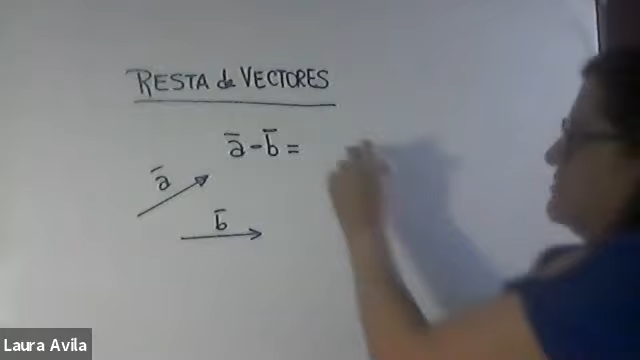 RESTA de VECTORES
a̅ - b̅ =
a̅
b̅
Laura Avila